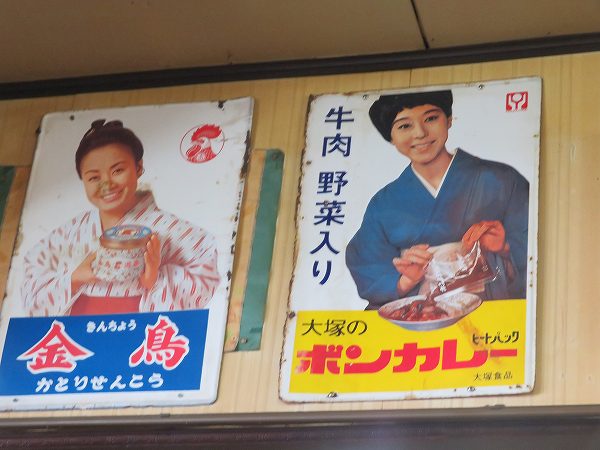 きんちょう
金鳥
かとりせんこう
牛肉 野菜入り
大塚の
ヒートパック
ボンカレー
大塚食品